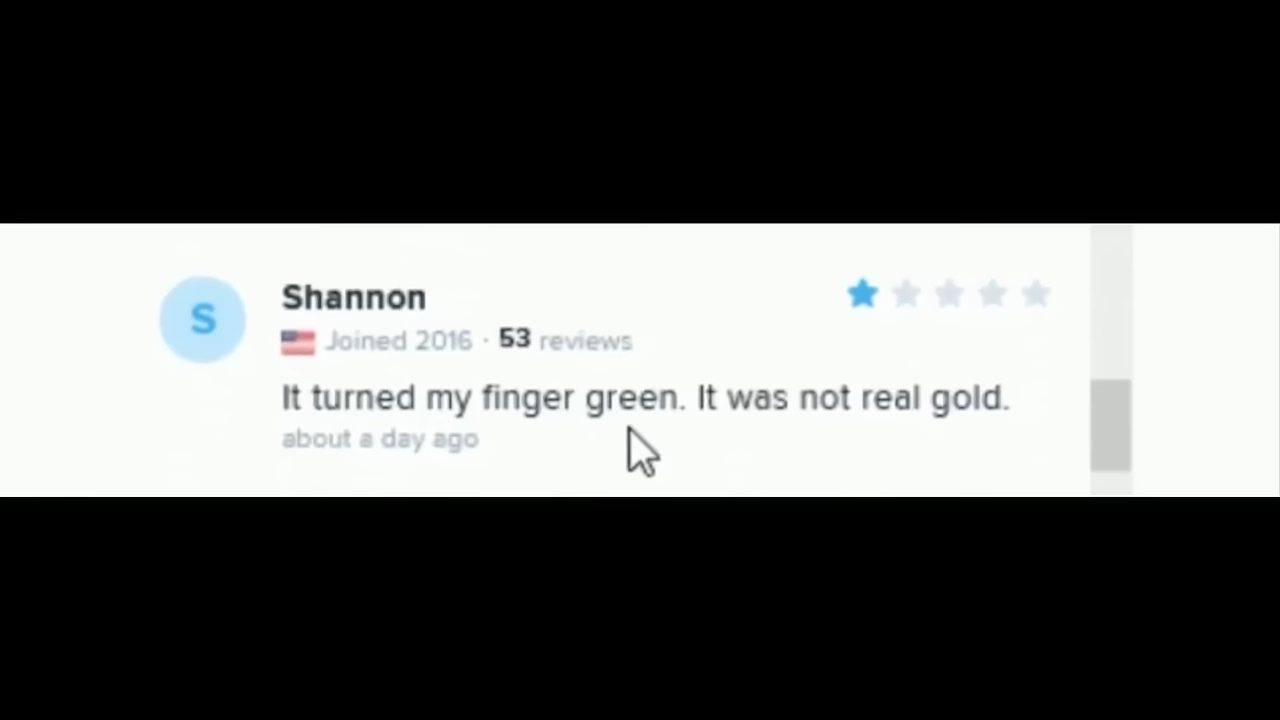 S
Shannon
Joined 2016 · 53 reviews
It turned my finger green. It was not real gold.
about a day ago